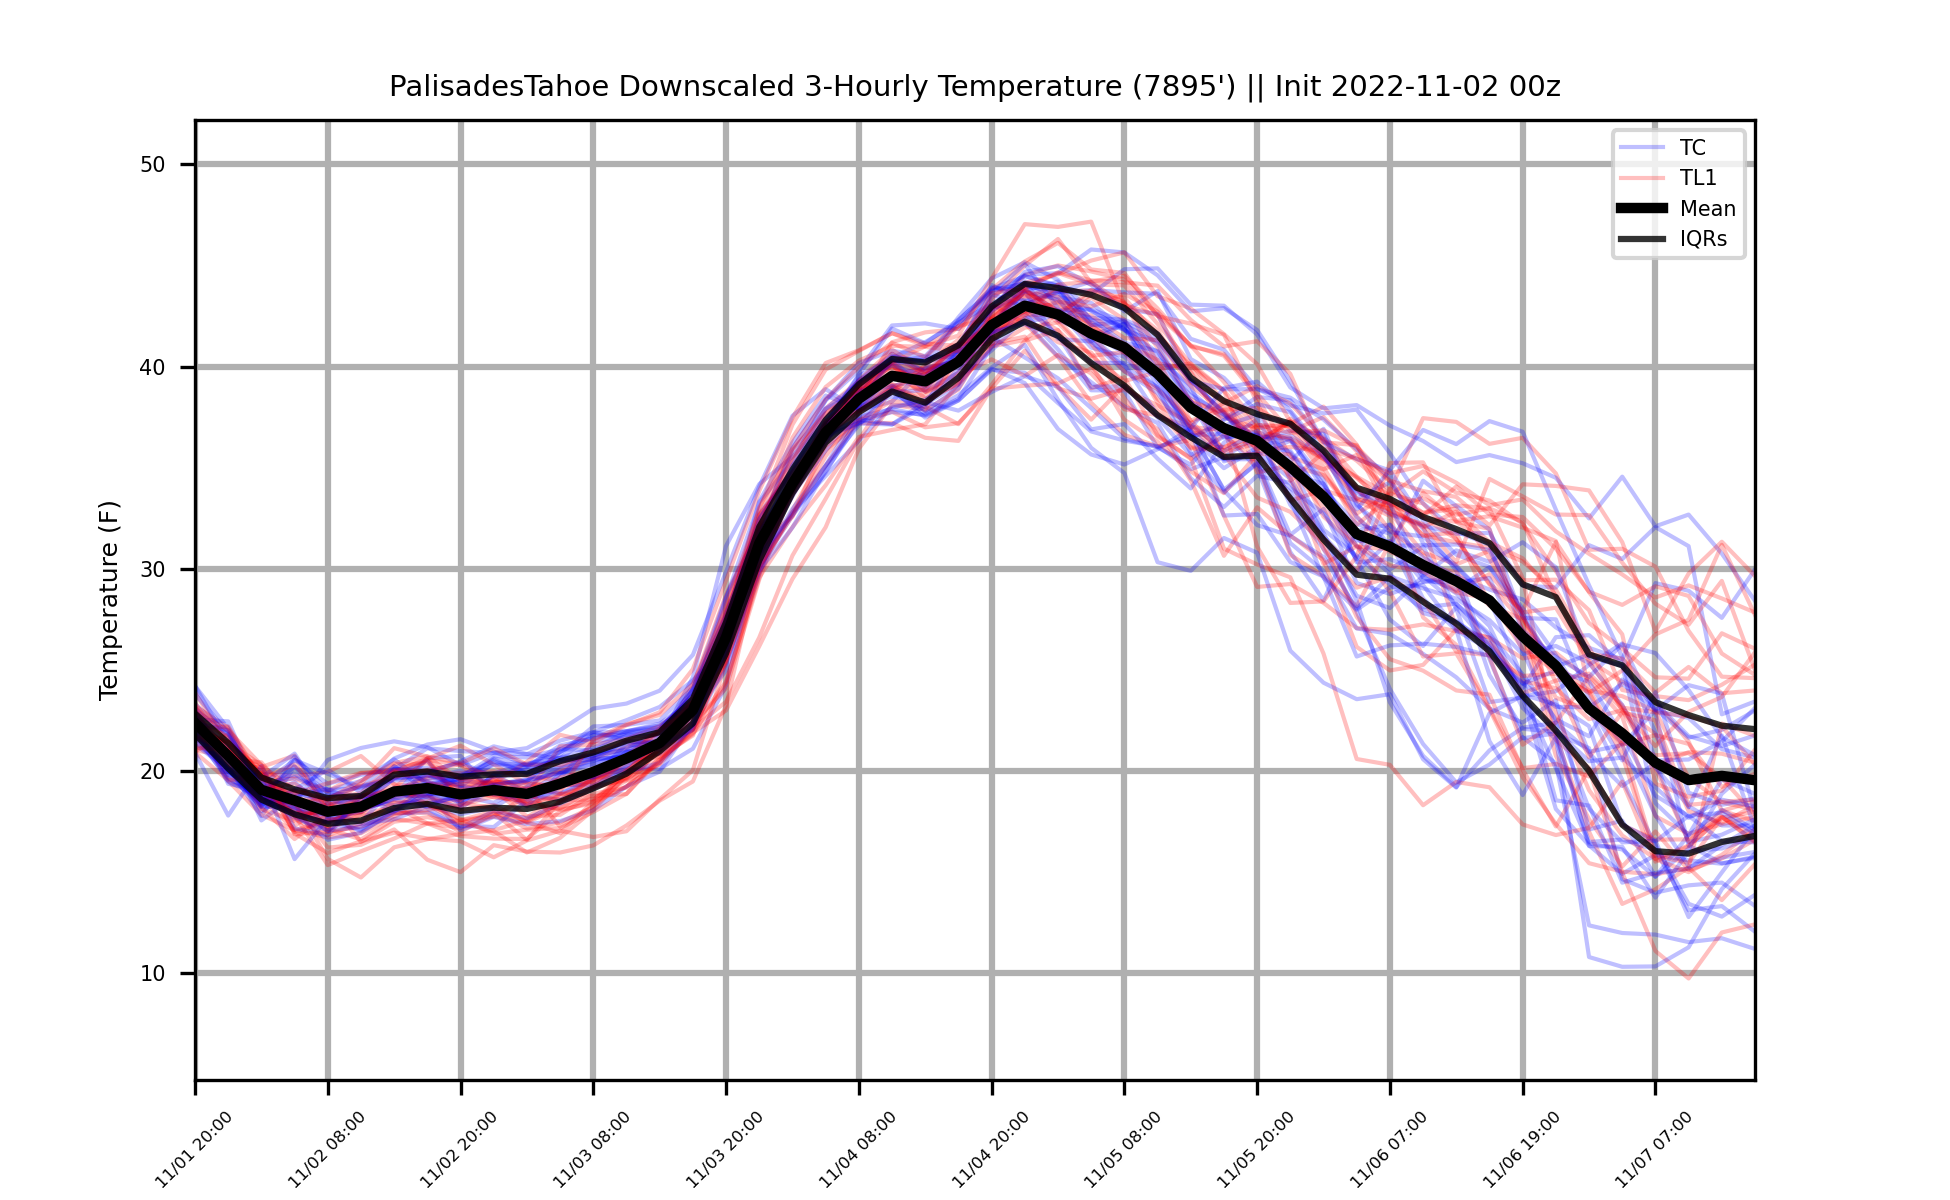 PalisadesTahoe Downscaled 3-Hourly Temperature (7895') || Init 2022-11-02 00z
TC
TL1
Mean
IQRs
Temperature (F)
50
40
30
20
10
11/01 20:00
11/02 08:00
11/02 20:00
11/03 08:00
11/03 20:00
11/04 08:00
11/04 20:00
11/05 08:00
11/05 20:00
11/06 07:00
11/06 19:00
11/07 07:00